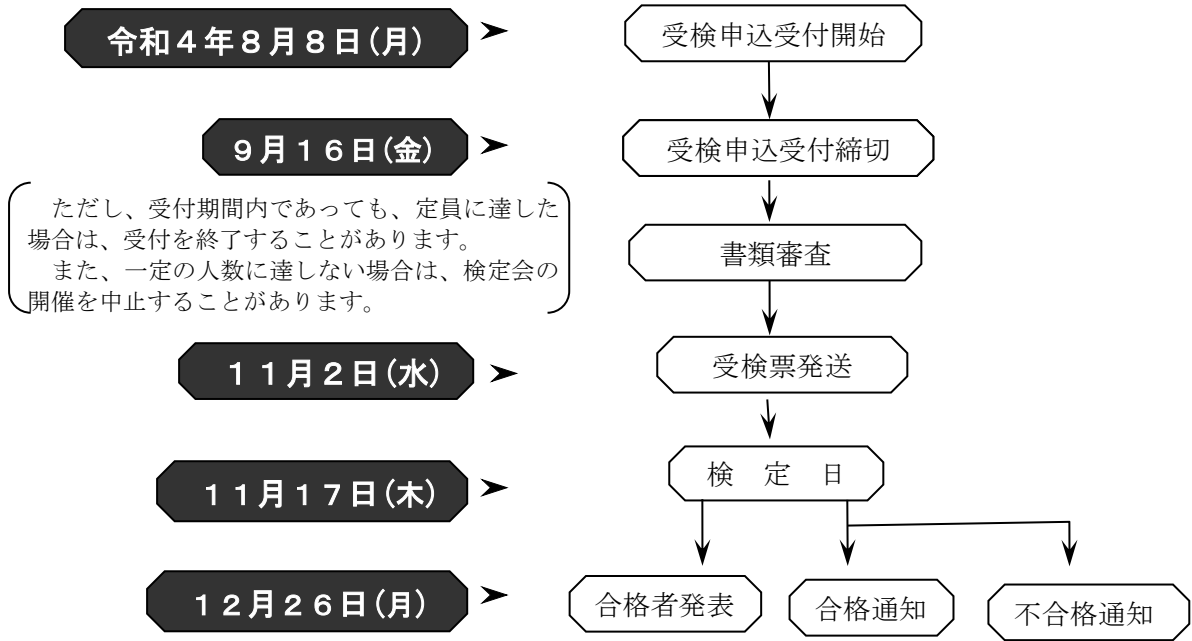 令和４年８月８日(月)
受検申込受付開始
９月１６日(金)
受検申込受付締切
ただし、受付期間内であっても、定員に達した
場合は、受付を終了することがあります。
また、一定の人数に達しない場合は、検定会の
開催を中止することがあります。
書類審査
１１月２日(水)
受検票発送
１１月１７日(木)
検　定　日
１２月２６日(月)
合格者発表
合格通知
不合格通知